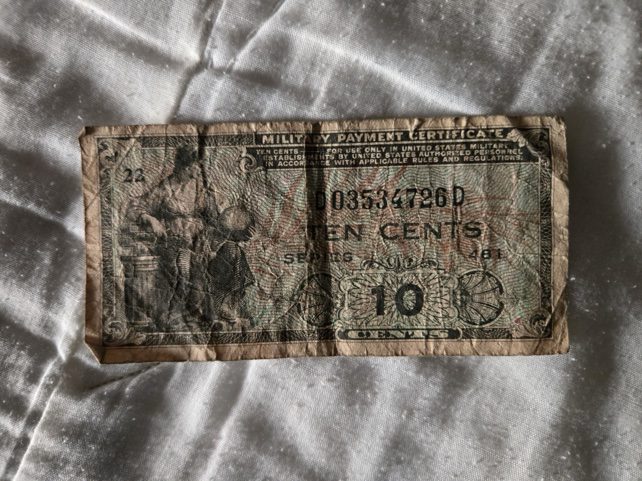 MILITARY PAYMENT CERTIFICATE
TEN CENTS FOR USE ONLY IN UNITED STATES MILITARY
ESTABLISHMENTS BY UNITED STATES AUTHORIZED PERSONNEL
IN ACCORDANCE WITH APPLICABLE RULES AND REGULATIONS.
22
D03534726D
TEN CENTS
SERIES 481
10
CENTS